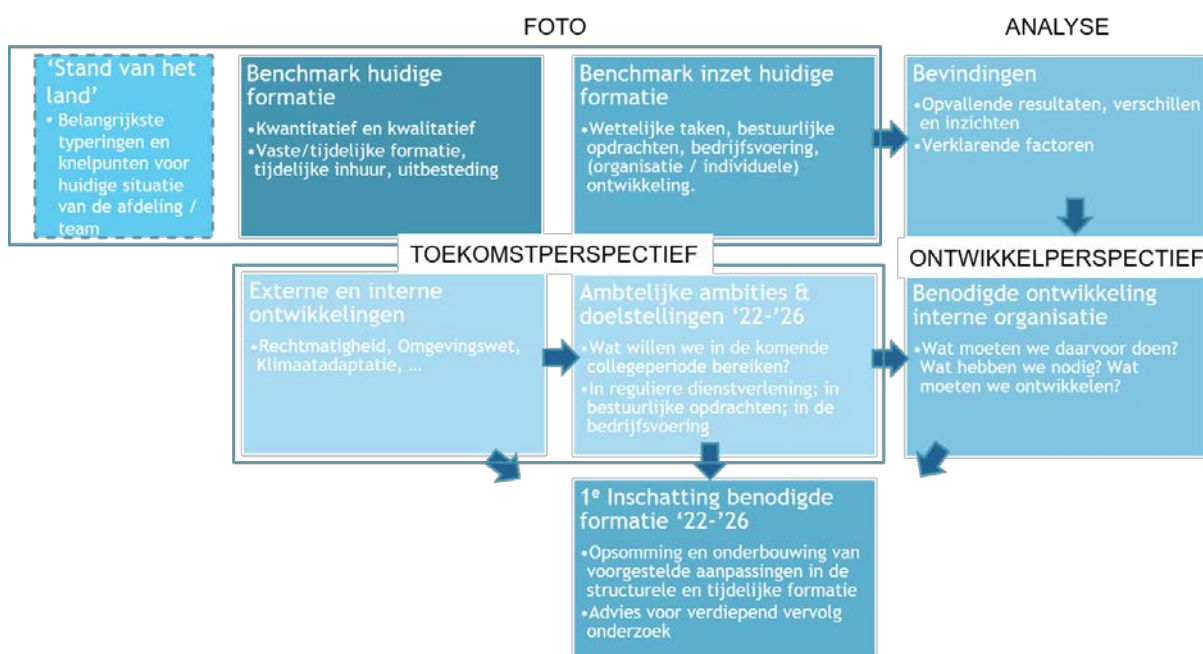 FOTO
ANALYSE
‘Stand van het
land’
• Belangrijkste
typeringen en
knelpunten voor
huidige situatie
van de afdeling /
team
Benchmark huidige
formatie
•Kwantitatief en kwalitatief
•Vaste/tijdelijke formatie,
tijdelijke inhuur, uitbesteding
Benchmark inzet huidige
formatie
•Wettelijke taken, bestuurlijke
opdrachten, bedrijfsvoering,
(organisatie / individuele)
ontwikkeling.
Bevindingen
•Opvallende resultaten, verschillen
en inzichten
•Verklarende factoren
TOEKOMSTPERSPECTIEF
ONTWIKKELPERSPECTIEF
Externe en interne
ontwikkelingen
•Rechtmatigheid, Omgevingswet,
Klimaatadaptatie, ...
Ambtelijke ambities &
doelstellingen ‘22-’26
•Wat willen we in de komende
collegeperiode bereiken?
•In reguliere dienstverlening; in
bestuurlijke opdrachten; in de
bedrijfsvoering
Benodigde ontwikkeling
interne organisatie
•Wat moeten we daarvoor doen?
Wat hebben we nodig? Wat
moeten we ontwikkelen?
1e Inschatting benodigde
formatie ‘22-’26
•Opsomming en onderbouwing van
voorgestelde aanpassingen in de
structurele en tijdelijke formatie
•Advies voor verdiepend vervolg
onderzoek